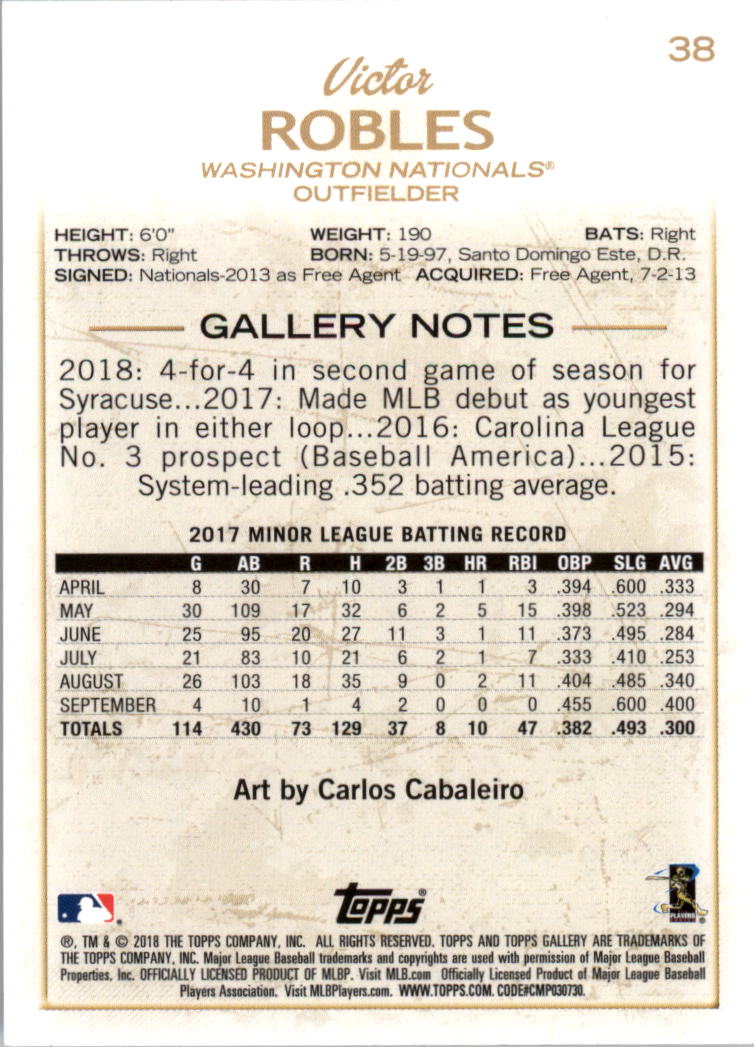 38
Victor
ROBLES
WASHINGTON NATIONALS®
OUTFIELDER
HEIGHT: 6'0" WEIGHT: 190 BATS: Right
THROWS: Right BORN: 5-19-97, Santo Domingo Este, D.R.
SIGNED: Nationals-2013 as Free Agent ACQUIRED: Free Agent, 7-2-13
GALLERY NOTES
2018: 4-for-4 in second game of season for
Syracuse...2017: Made MLB debut as youngest
player in either loop...2016: Carolina League
No. 3 prospect (Baseball America)...2015:
System-leading .352 batting average.
2017 MINOR LEAGUE BATTING RECORD
G AB R H 2B 3B HR RBI OBP SLG AVG
APRIL 8 30 7 10 3 1 1 3 .394 .600 .333
MAY 30 109 17 32 6 2 5 15 .398 .523 .294
JUNE 25 95 20 27 11 3 1 11 .373 .495 .284
JULY 21 83 10 21 6 2 1 7 .333 .410 .253
AUGUST 26 103 18 35 9 0 2 11 .404 .485 .340
SEPTEMBER 4 10 1 4 2 0 0 0 .455 .600 .400
TOTALS 114 430 73 129 37 8 10 47 .382 .493 .300
Art by Carlos Cabaleiro
Topps®
PLAYERS
®, TM & © 2018 THE TOPPS COMPANY, INC. ALL RIGHTS RESERVED. TOPPS AND TOPPS GALLERY ARE TRADEMARKS OF
THE TOPPS COMPANY, INC. Major League Baseball trademarks and copyrights are used with permission of Major League Baseball
Properties, Inc. OFFICIALLY LICENSED PRODUCT OF MLBP. Visit MLB.com Officially Licensed Product of Major League Baseball
Players Association. Visit MLBPlayers.com. WWW.TOPPS.COM. CODE#CMP030730.